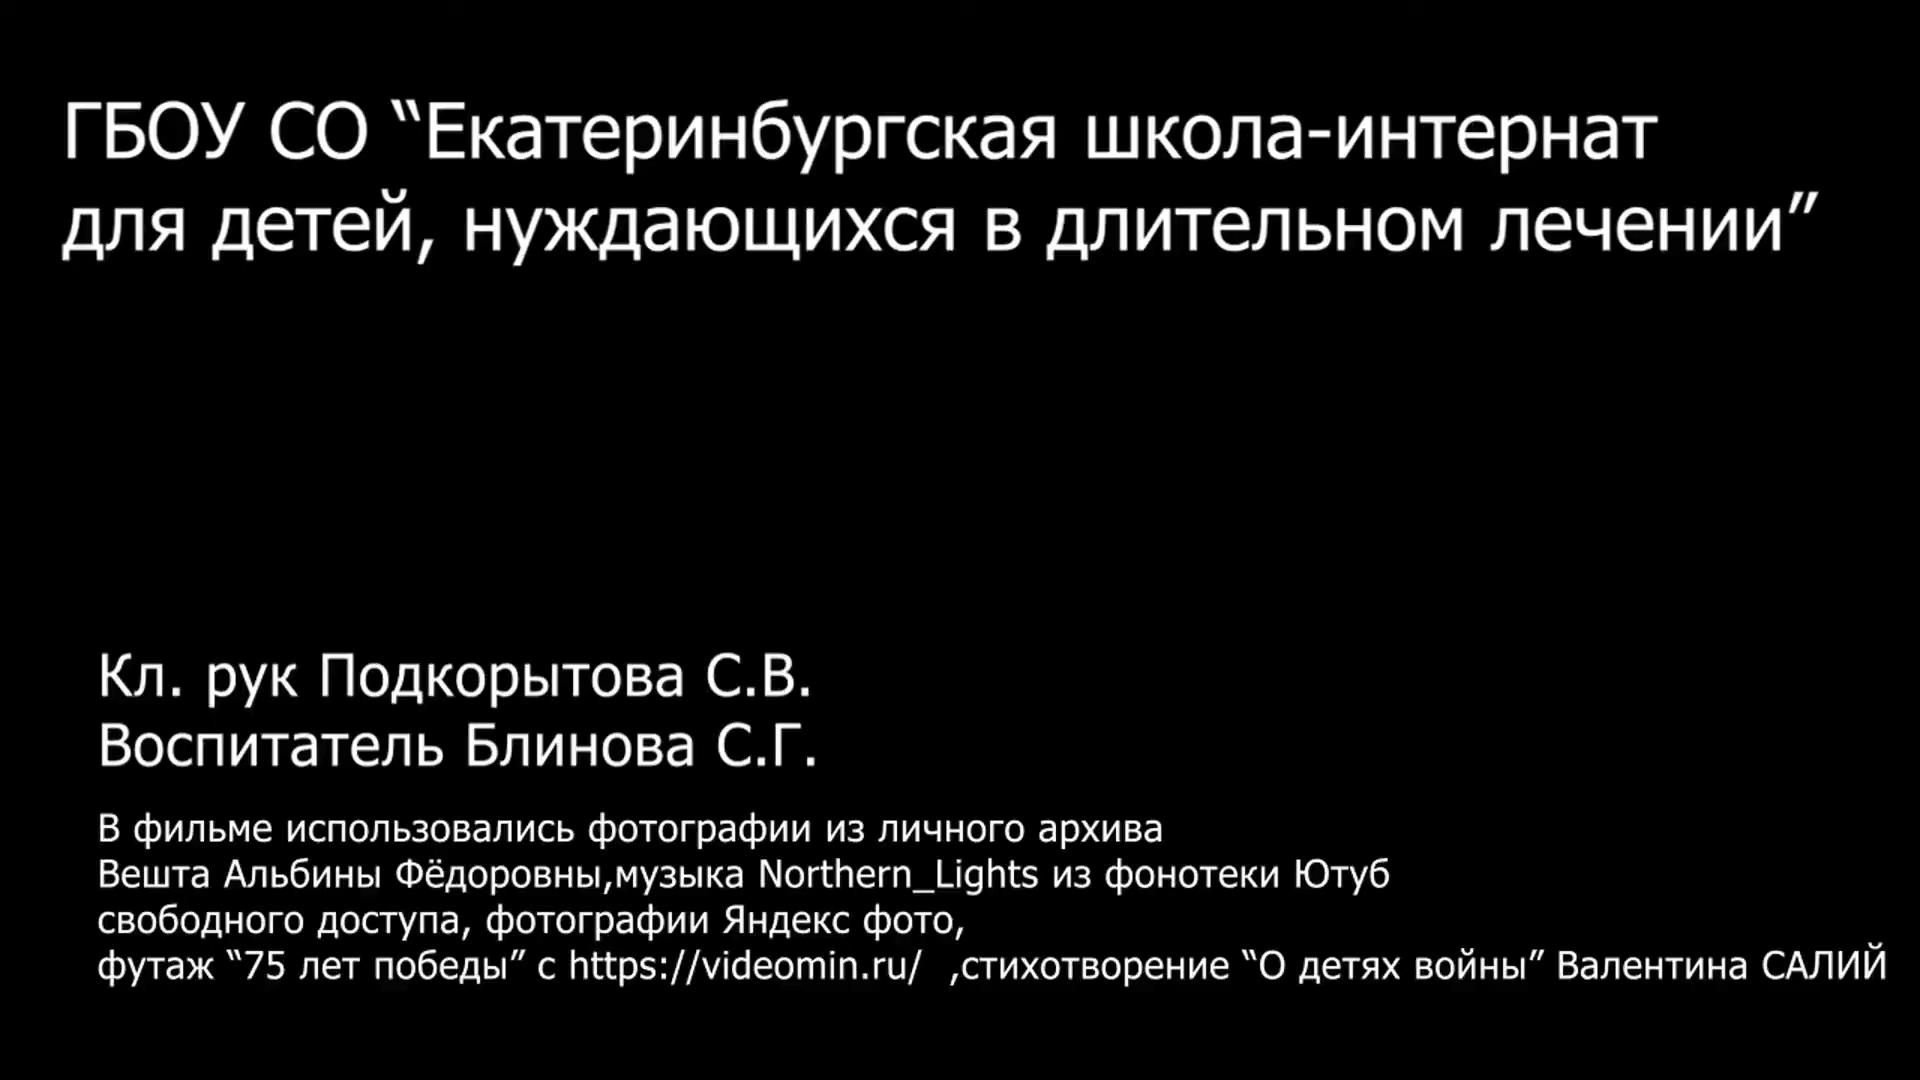 ГБОУ СО “Екатеринбургская школа-интернат
для детей, нуждающихся в длительном лечении”
Кл. рук Подкорытова С.В.
Воспитатель Блинова С.Г.
В фильме использовались фотографии из личного архива
Вешта Альбины Фёдоровны,музыка Northern_Lights из фонотеки Ютуб
свободного доступа, фотографии Яндекс фото,
футаж “75 лет победы” с https://videomin.ru/  ,стихотворение “О детях войны” Валентина САЛИЙ